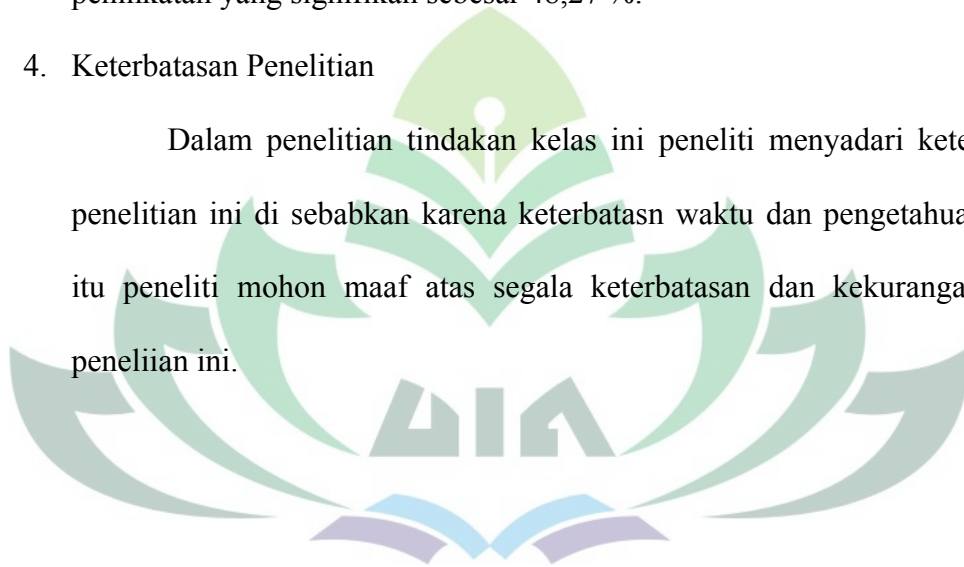 yang signifikan sebesar 48,27 %.
4. Keterbatasan Penelitian
Dalam penelitian tindakan kelas ini peneliti menyadari kete
penelitian ini di sebabkan karena keterbatasn waktu dan pengetahua
itu peneliti mohon maaf atas segala keterbatasan dan kekuranga
peneliian ini.
UIN